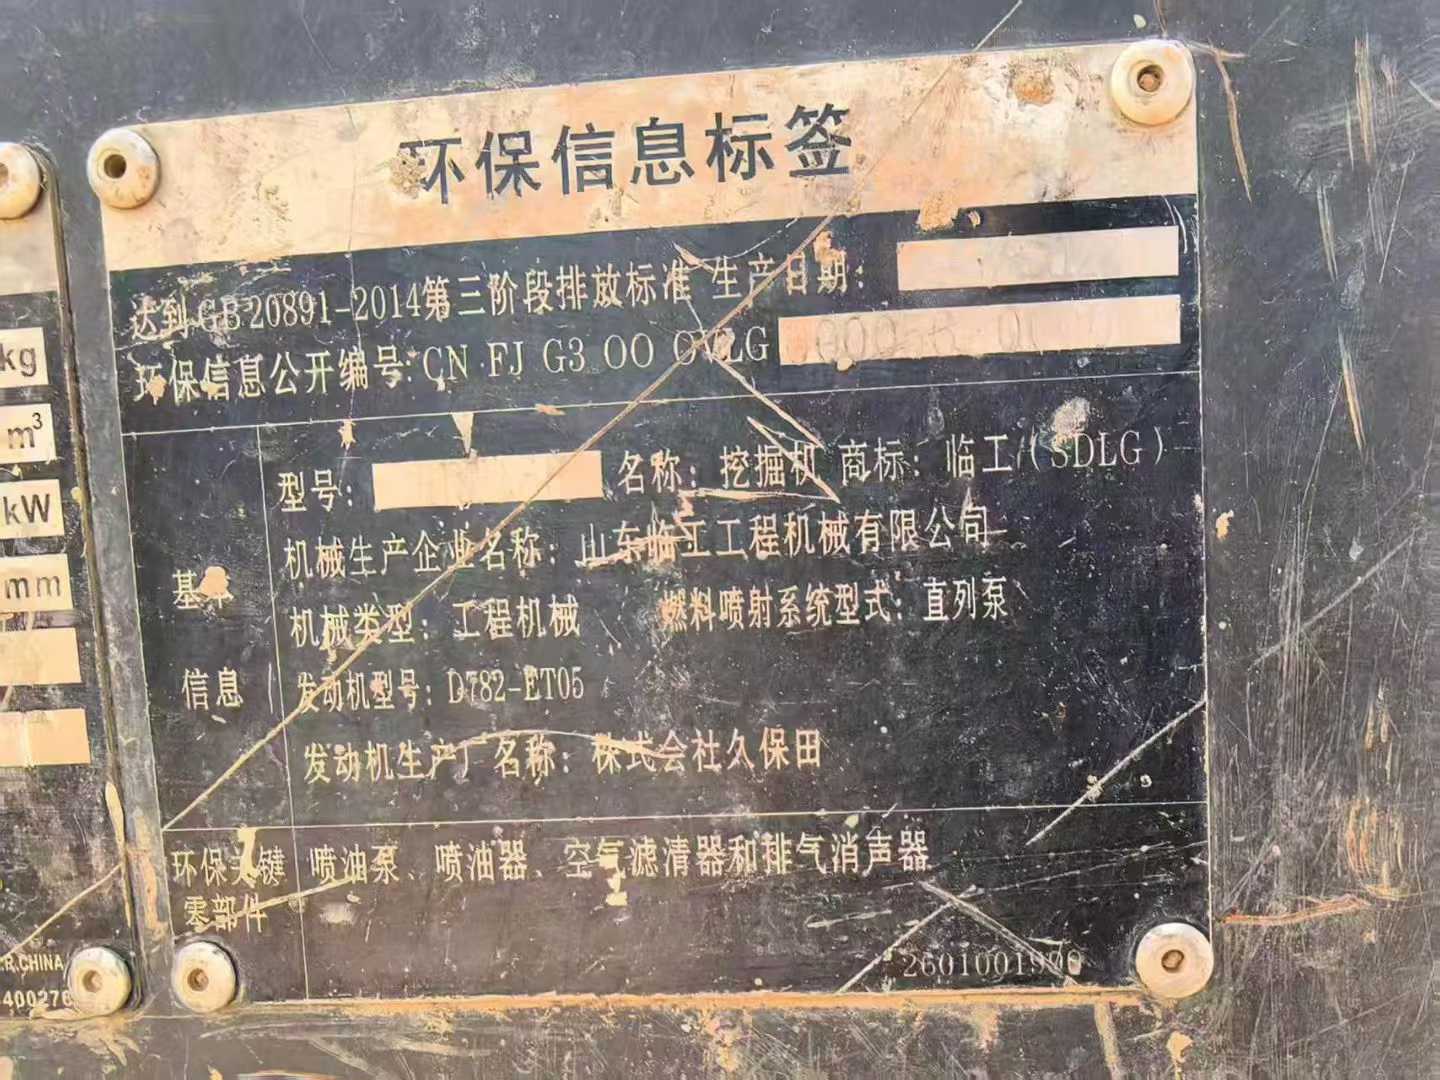 环保信息标签
达到 GB 20891-2014第三阶段排放标准 生产日期:
环保信息公开编号:CN FJ G3 OO OVLG
型号: 名称:挖掘机 商标:临工(SDLG)
机械生产企业名称:山东临工工程机械有限公司
机械类型:工程机械 燃料喷射系统型式:直列泵
发动机型号:D782-ET05
发动机生产厂名称:株式会社久保田
基本
信息
环保关键 喷油泵、喷油器、空气滤清器和排气消声器
零部件
2601001990
kg
m³
kW
mm
.R.CHINA